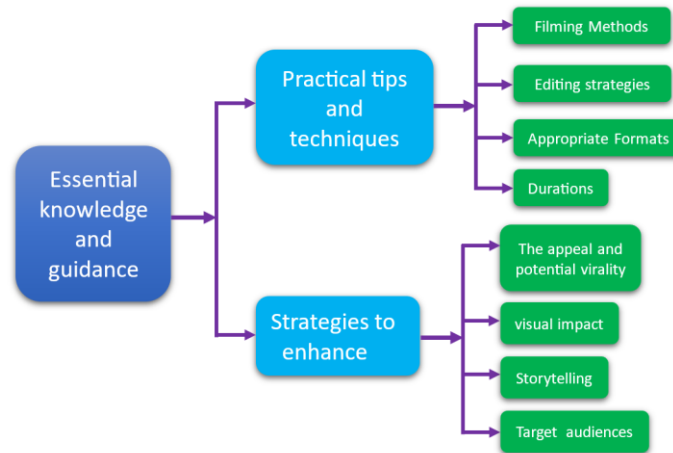 Essential
knowledge
and
guidance
Practical tips
and
techniques
Filming Methods
Editing strategies
Appropriate Formats
Durations
Strategies to
enhance
The appeal and
potential virality
visual impact
Storytelling
Target audiences